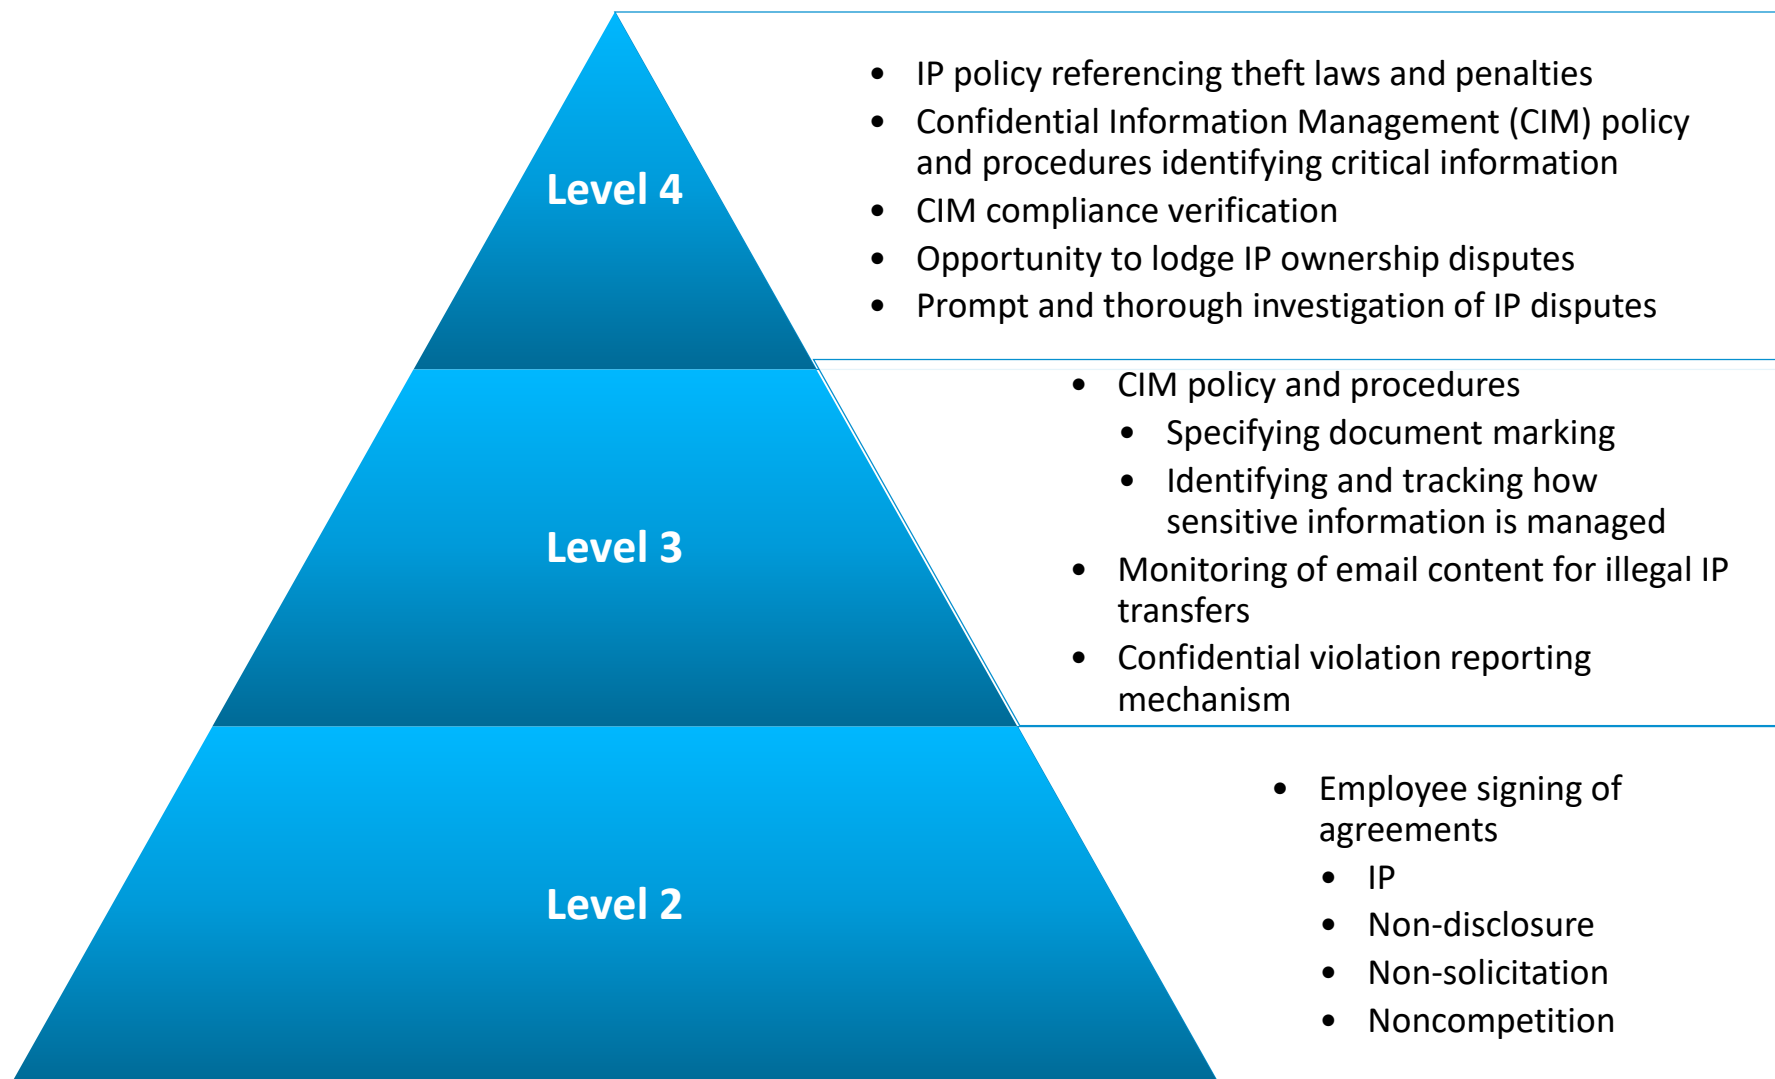 Level 4
• IP policy referencing theft laws and penalties
• Confidential Information Management (CIM) policy
and procedures identifying critical information
• CIM compliance verification
• Opportunity to lodge IP ownership disputes
• Prompt and thorough investigation of IP disputes
Level 3
• CIM policy and procedures
• Specifying document marking
• Identifying and tracking how
sensitive information is managed
• Monitoring of email content for illegal IP
transfers
• Confidential violation reporting
mechanism
Level 2
• Employee signing of
agreements
• IP
• Non-disclosure
• Non-solicitation
• Noncompetition